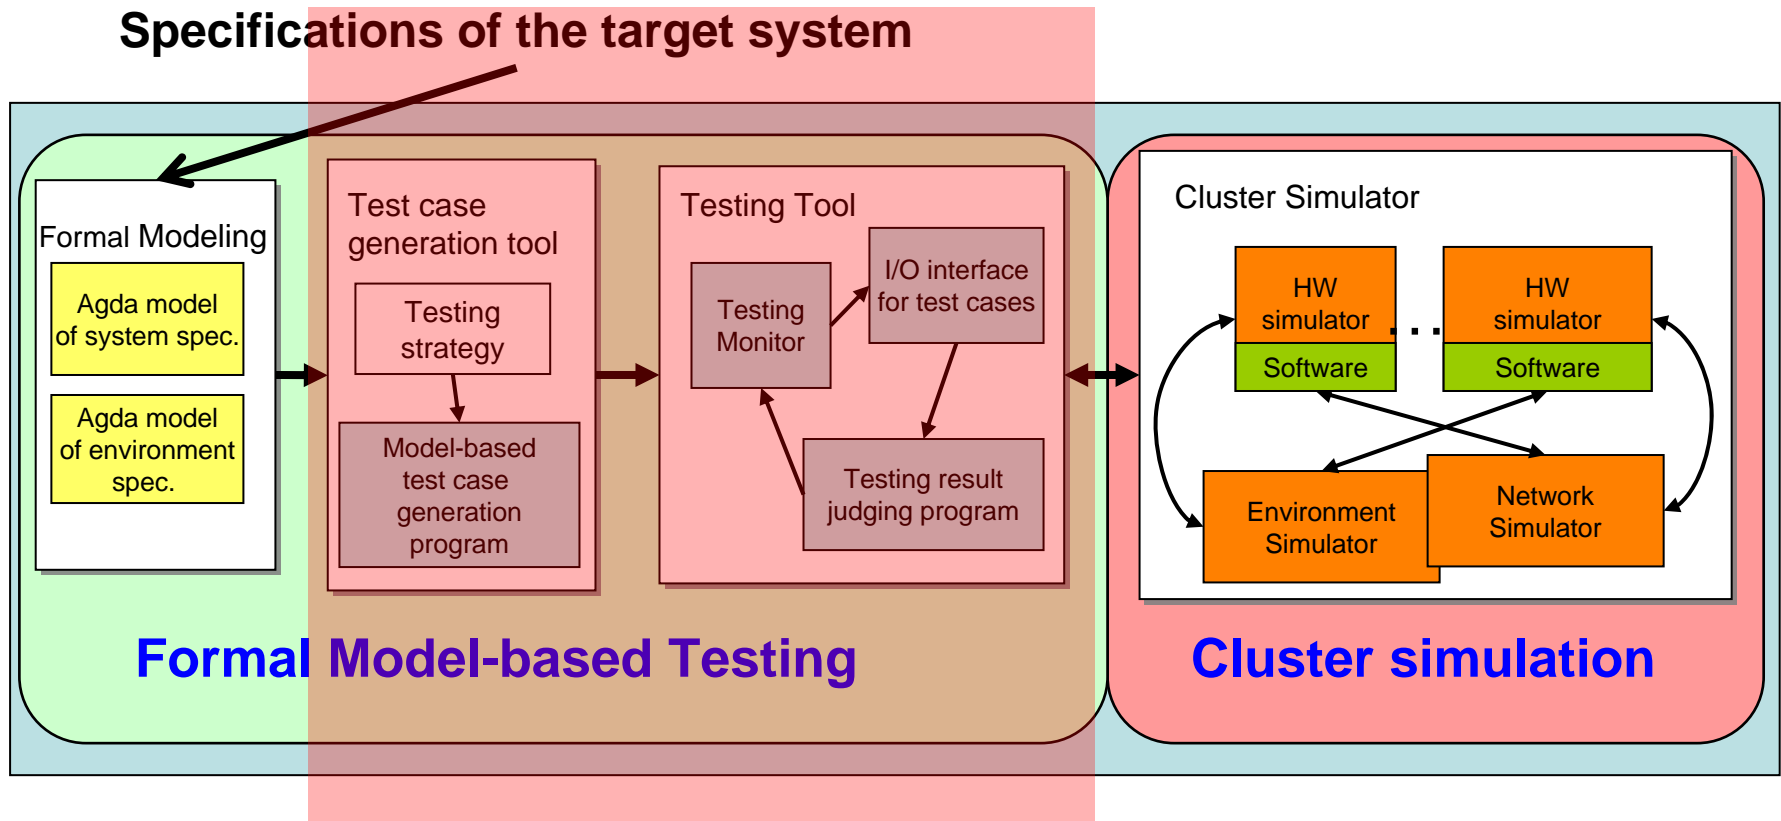 Specifications of the target system
Formal Modeling
Agda model
of system spec.
Agda model
of environment
spec.
Test case
generation tool
Testing
strategy
Model-based
test case
generation
program
Testing Tool
Testing
Monitor
I/O interface
for test cases
Testing result
judging program
Cluster Simulator
HW
simulator
Software
...
HW
simulator
Software
Environment
Simulator
Network
Simulator
Formal Model-based Testing
Cluster simulation